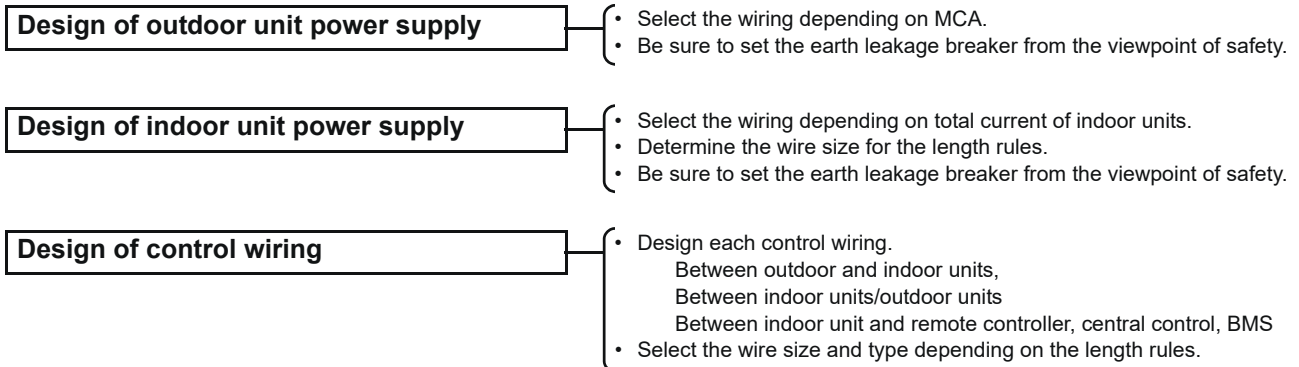 Design of outdoor unit power supply
• Select the wiring depending on MCA.
• Be sure to set the earth leakage breaker from the viewpoint of safety.
Design of indoor unit power supply
• Select the wiring depending on total current of indoor units.
• Determine the wire size for the length rules.
• Be sure to set the earth leakage breaker from the viewpoint of safety.
Design of control wiring
• Design each control wiring.
Between outdoor and indoor units,
Between indoor units/outdoor units
Between indoor unit and remote controller, central control, BMS
• Select the wire size and type depending on the length rules.